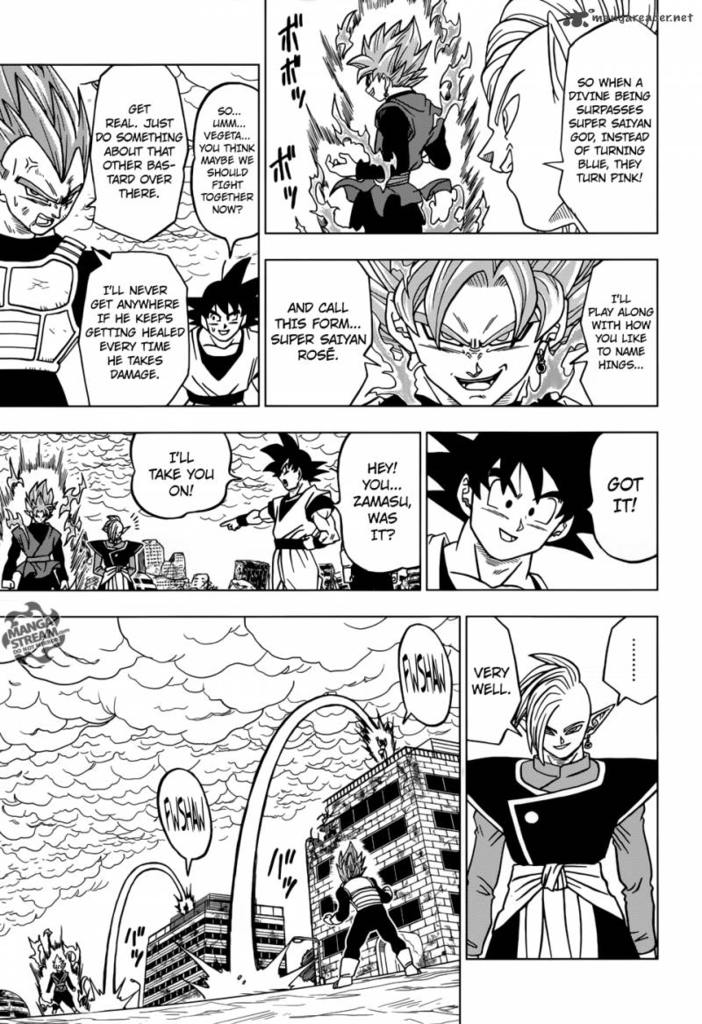 mangareader.net
SO WHEN A
DIVINE BEING
SURPASSES
SUPER SAIYAN
GOD, INSTEAD
OF TURNING
BLUE, THEY
TURN PINK!
ボボッ
ボボッ
I'LL
PLAY ALONG
WITH HOW
YOU LIKE
TO NAME
HINGS...
AND CALL
THIS FORM...
SUPER SAIYAN
ROSÉ.
SO...
UMM...
VEGETA...
YOU THINK
MAYBE WE
SHOULD
FIGHT
TOGETHER
NOW?
GET
REAL. JUST
DO SOMETHING
ABOUT THAT
OTHER BAS-
TARD OVER
THERE.
I'LL NEVER
GET ANYWHERE
IF HE KEEPS
GETTING HEALED
EVERY TIME
HE TAKES
DAMAGE.
GOT
IT!
HEY!
YOU...
ZAMASU,
WAS
IT?
I'LL
TAKE YOU
ON!
.........
VERY
WELL.
FWSHAW
FWSHAW
MANGA
STREAM.com